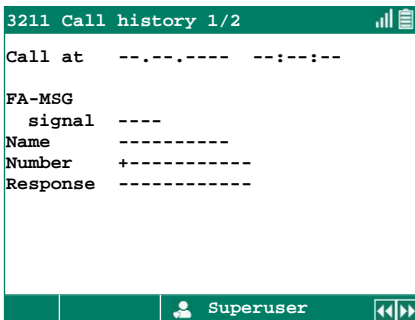 3211 Call history 1/2
Call at --.--.---- --:--:--
FA-MSG
signal ----
Name ----------
Number +-----------
Response ------------
Superuser